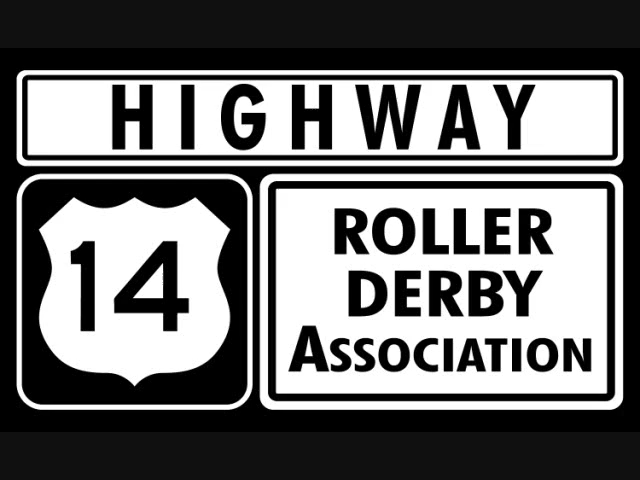 HIGHWAY
14
ROLLER
DERBY
ASSOCIATION